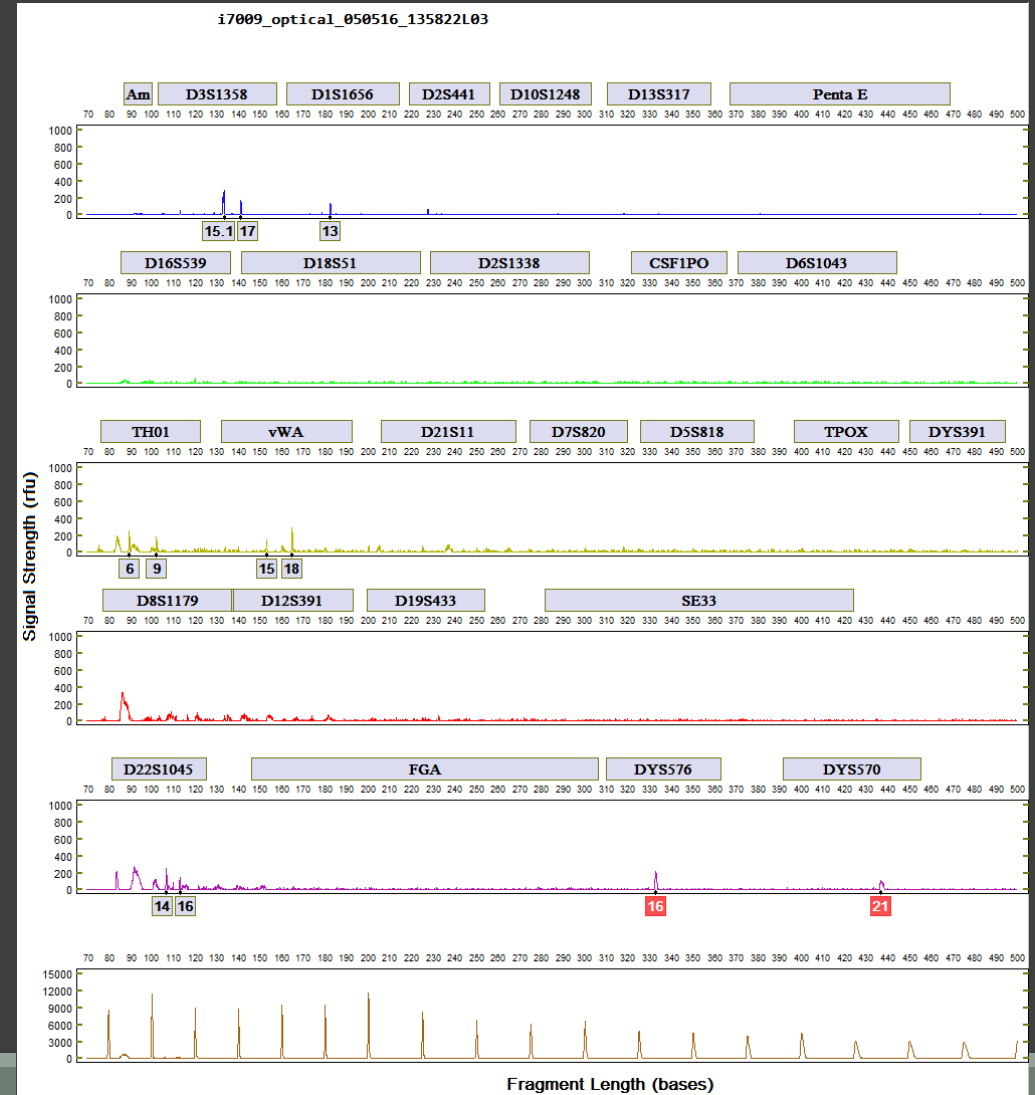 i7009_optical_050516_135822L03
Am D3S1358 D1S1656 D2S441 D10S1248 D13S317 Penta E
70 80 90 100 110 120 130 140 150 160 170 180 190 200 210 220 230 240 250 260 270 280 290 300 310 320 330 340 350 360 370 380 390 400 410 420 430 440 450 460 470 480 490 500
1000
800
600
400
200
0
15.1 17 13
D16S539 D18S51 D2S1338 CSF1PO D6S1043
70 80 90 100 110 120 130 140 150 160 170 180 190 200 210 220 230 240 250 260 270 280 290 300 310 320 330 340 350 360 370 380 390 400 410 420 430 440 450 460 470 480 490 500
1000
800
600
400
200
0
TH01 vWA D21S11 D7S820 D5S818 TPOX DYS391
70 80 90 100 110 120 130 140 150 160 170 180 190 200 210 220 230 240 250 260 270 280 290 300 310 320 330 340 350 360 370 380 390 400 410 420 430 440 450 460 470 480 490 500
1000
800
600
400
200
0
6 9 15 18
Signal Strength (rfu)
D8S1179 D12S391 D19S433 SE33
70 80 90 100 110 120 130 140 150 160 170 180 190 200 210 220 230 240 250 260 270 280 290 300 310 320 330 340 350 360 370 380 390 400 410 420 430 440 450 460 470 480 490 500
1000
800
600
400
200
0
D22S1045 FGA DYS576 DYS570
70 80 90 100 110 120 130 140 150 160 170 180 190 200 210 220 230 240 250 260 270 280 290 300 310 320 330 340 350 360 370 380 390 400 410 420 430 440 450 460 470 480 490 500
1000
800
600
400
200
0
14 16 16 21
70 80 90 100 110 120 130 140 150 160 170 180 190 200 210 220 230 240 250 260 270 280 290 300 310 320 330 340 350 360 370 380 390 400 410 420 430 440 450 460 470 480 490 500
15000
12000
9000
6000
3000
0
Fragment Length (bases)